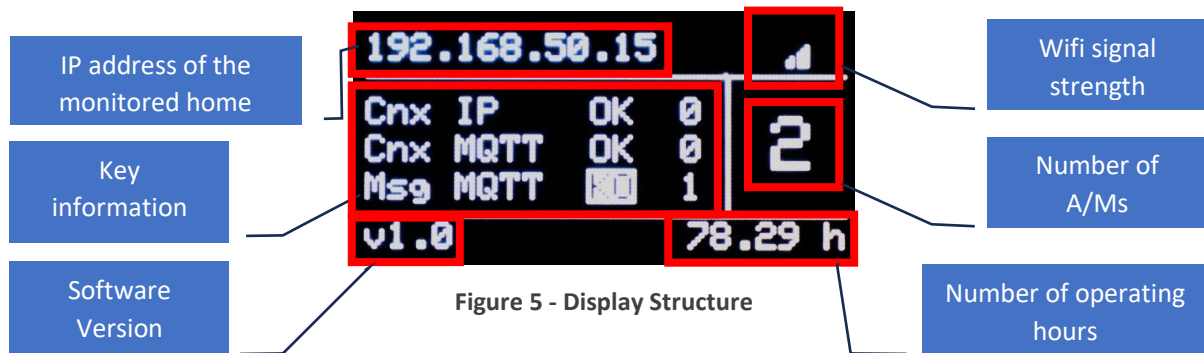 192.168.50.15
IP address of the
monitored home
Wifi signal
strength
Cnx IP OK 0
Cnx MQTT OK 0
Msg MQTT KO 1
2
Key
information
Number of
A/Ms
v1.0
78.29 h
Software
Version
Figure 5 - Display Structure
Number of operating
hours